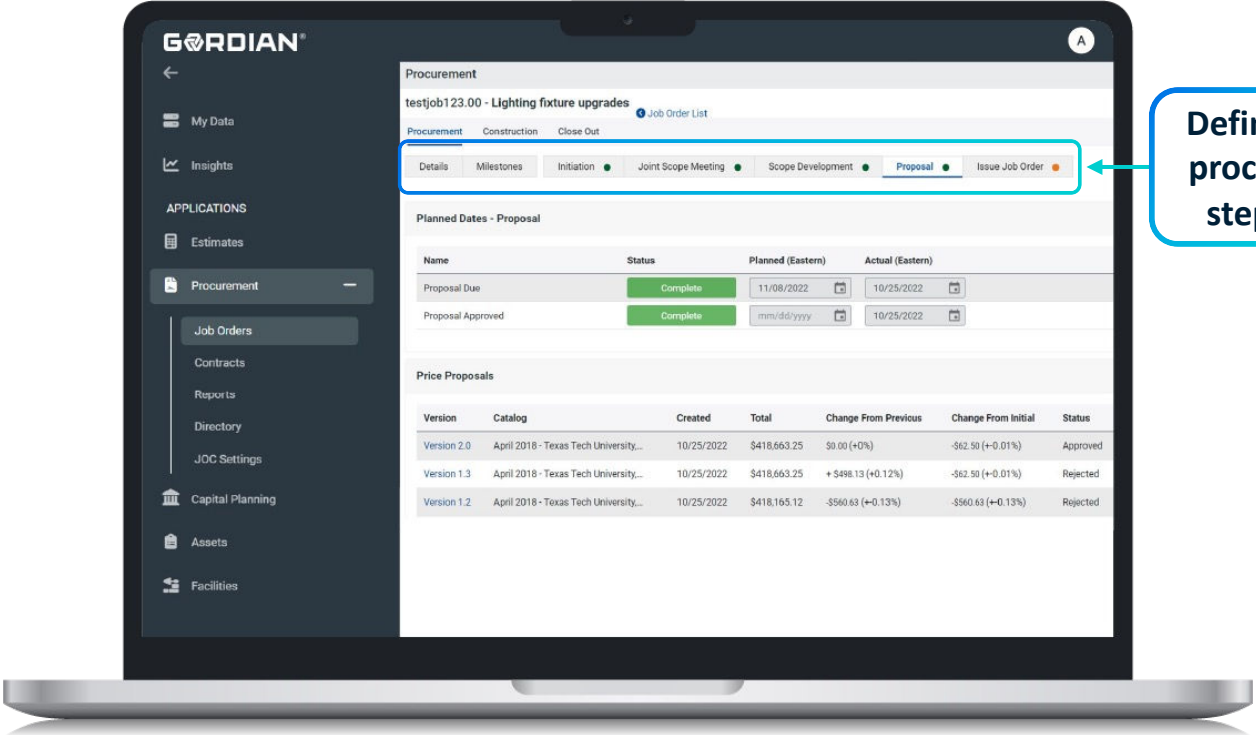 GORDIAN®
A
Procurement
testjob123.00 - Lighting fixture upgrades
Job Order List
Procurement Construction Close Out
Details Milestones Initiation Joint Scope Meeting Scope Development Proposal Issue Job Order
My Data
Insights
APPLICATIONS
Estimates
Procurement
Job Orders
Contracts
Reports
Directory
JOC Settings
Capital Planning
Assets
Facilities
Planned Dates - Proposal
Name Status Planned (Eastern) Actual (Eastern)
Proposal Due Complete 11/08/2022 10/25/2022
Proposal Approved Complete mm/dd/yyyy 10/25/2022
Price Proposals
Version Catalog Created Total Change From Previous Change From Initial Status
Version 2.0 April 2018 - Texas Tech University,... 10/25/2022 $418,663.25 $0.00 (+0%) -$62.50 (+-0.01%) Approved
Version 1.3 April 2018 - Texas Tech University,... 10/25/2022 $418,663.25 + $498.13 (+0.12%) -$62.50 (+-0.01%) Rejected
Version 1.2 April 2018 - Texas Tech University,... 10/25/2022 $418,165.12 -$560.63 (+-0.13%) -$560.63 (+-0.13%) Rejected